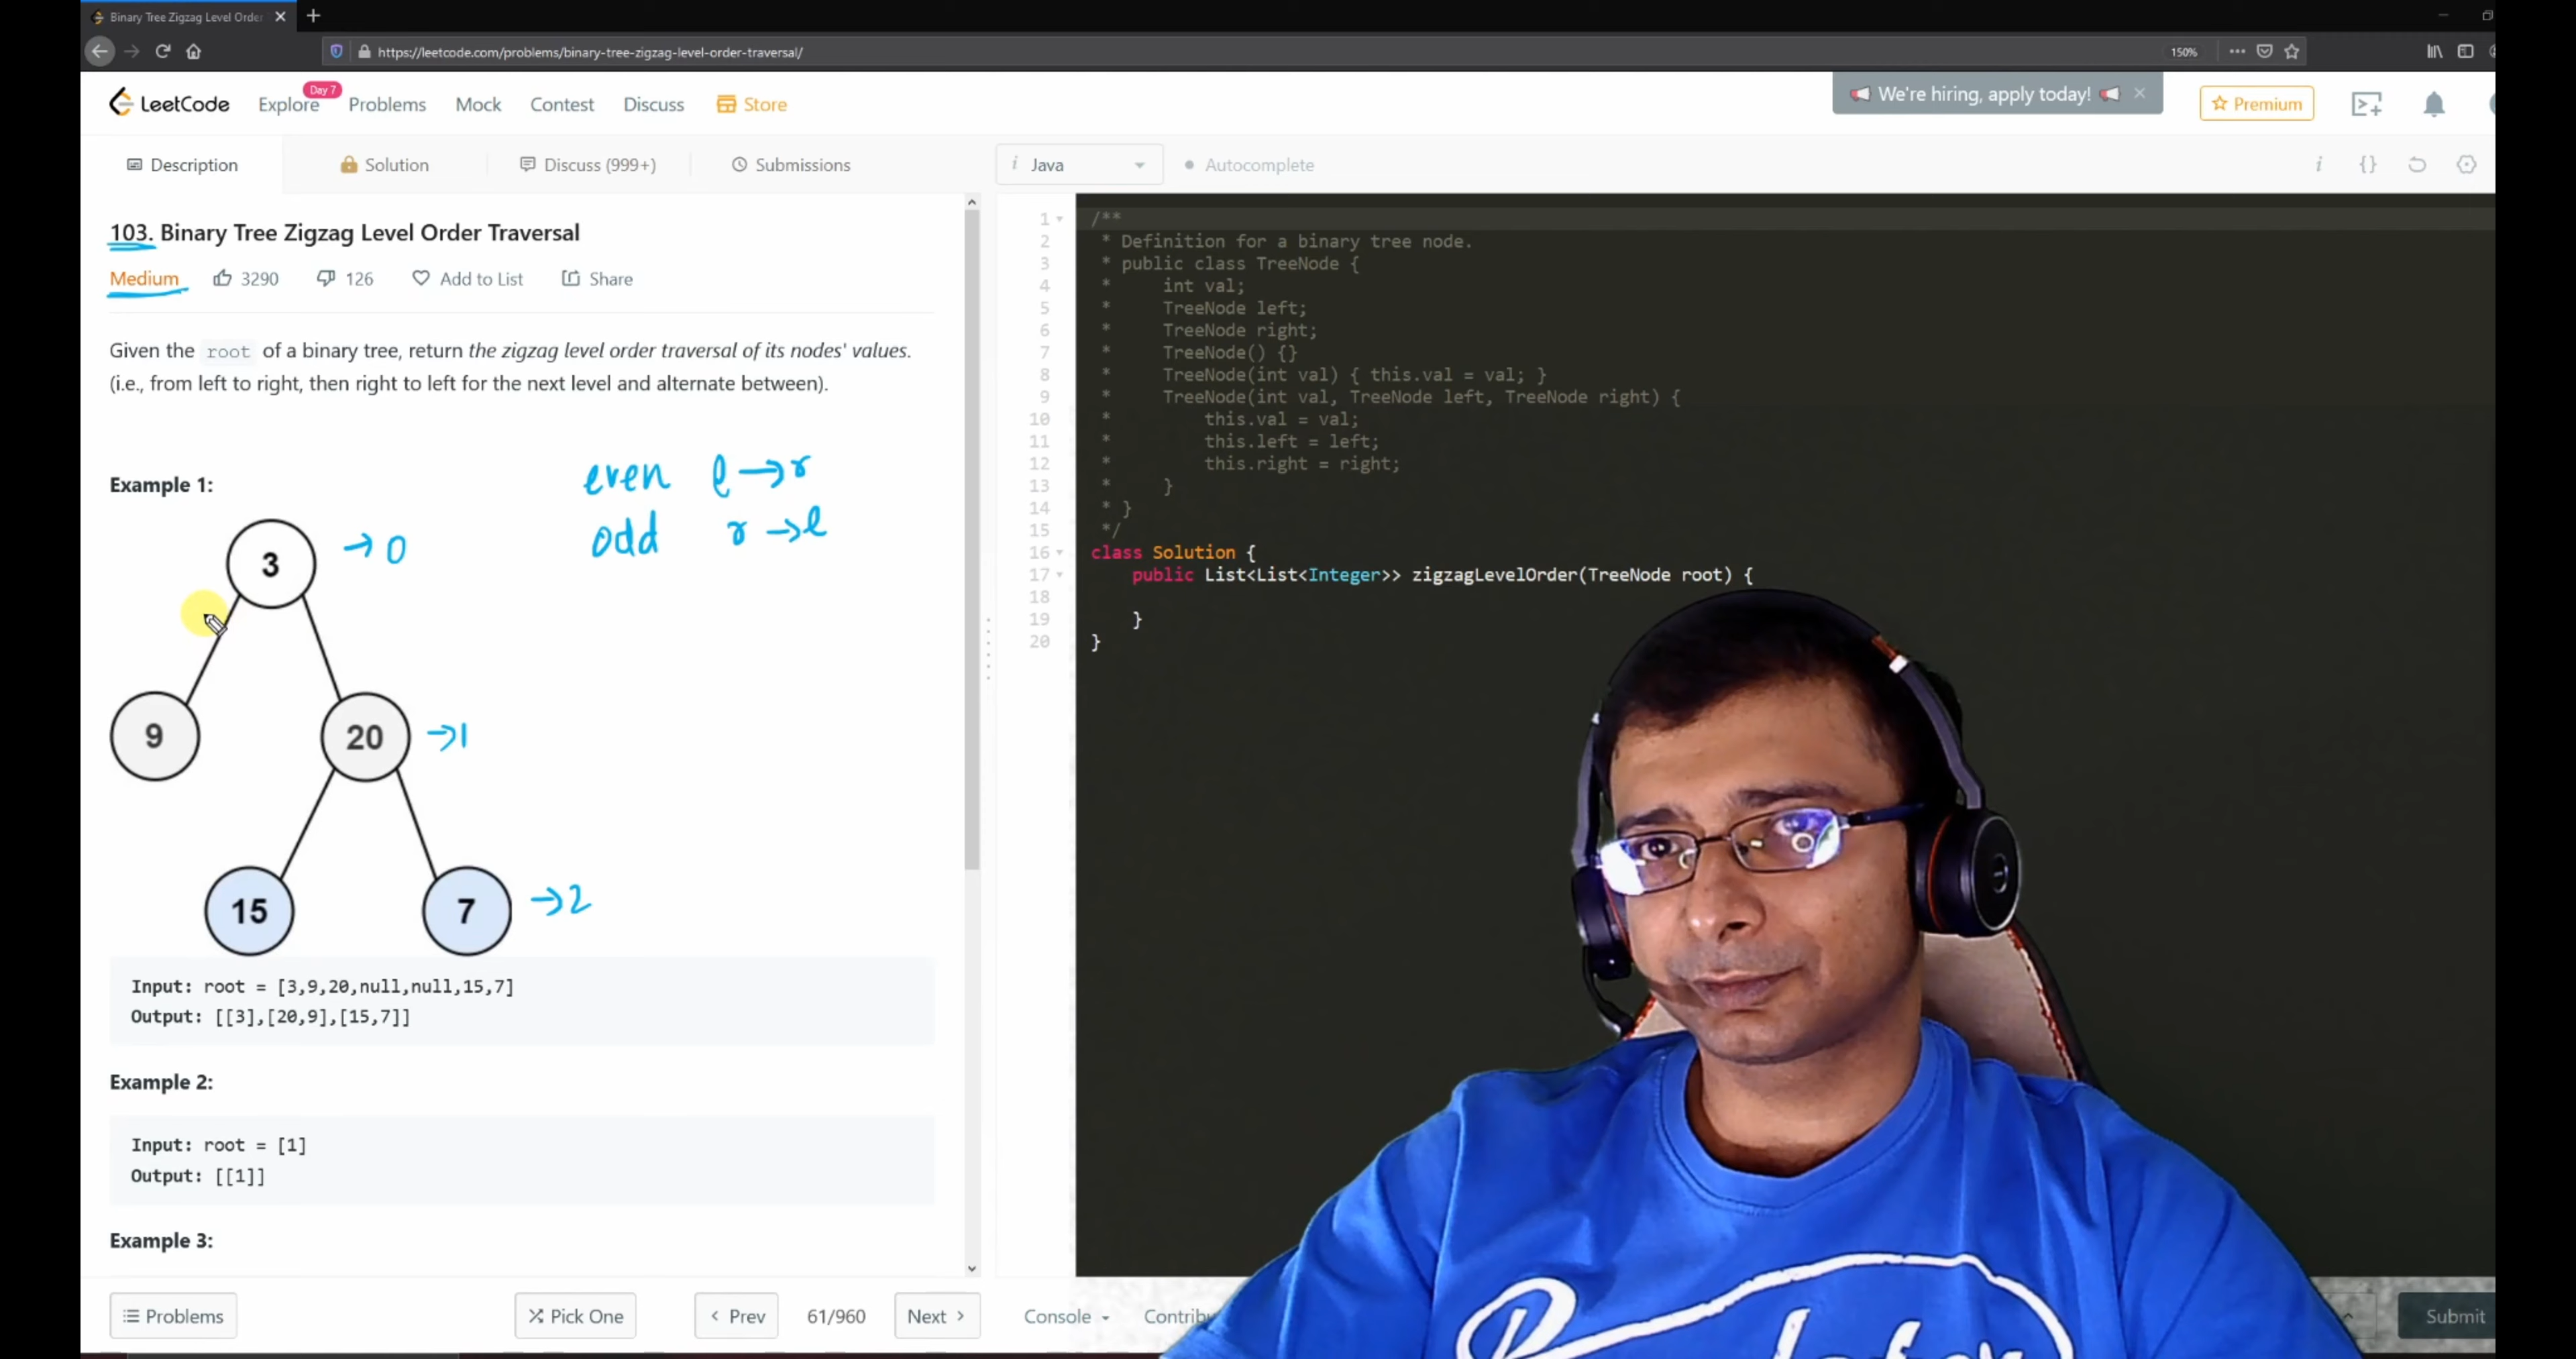 Binary Tree Zigzag Level Order
https://leetcode.com/problems/binary-tree-zigzag-level-order-traversal/
150%
LeetCode
Explore
Day 7
Problems
Mock
Contest
Discuss
Store
We're hiring, apply today!
Premium
Description
Solution
Discuss (999+)
Submissions
i Java
Autocomplete
103. Binary Tree Zigzag Level Order Traversal
Medium 3290 126 Add to List Share
Given the root of a binary tree, return the zigzag level order traversal of its nodes' values.
(i.e., from left to right, then right to left for the next level and alternate between).
Example 1:
even l → r
odd r → l
3 → 0
9 20 → 1
15 7 → 2
Input: root = [3,9,20,null,null,15,7]
Output: [[3],[20,9],[15,7]]
Example 2:
Input: root = [1]
Output: [[1]]
Example 3:
Problems
Pick One
Prev
61/960
Next
1 /**
2 * Definition for a binary tree node.
3 * public class TreeNode {
4 * int val;
5 * TreeNode left;
6 * TreeNode right;
7 * TreeNode() {}
8 * TreeNode(int val) { this.val = val; }
9 * TreeNode(int val, TreeNode left, TreeNode right) {
10 * this.val = val;
11 * this.left = left;
12 * this.right = right;
13 * }
14 * }
15 */
16 class Solution {
17 public List<List<Integer>> zigzagLevelOrder(TreeNode root) {
18
19 }
20 }
Console
Submit